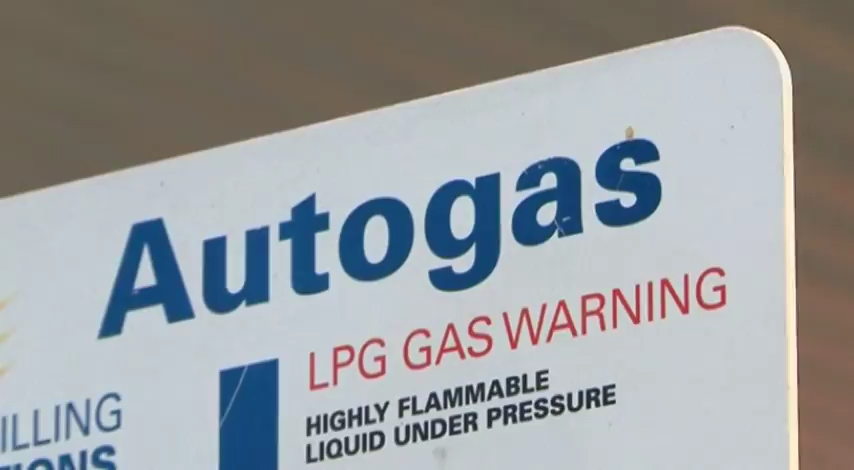 Autogas
LPG GAS WARNING
HIGHLY FLAMMABLE
LIQUID UNDER PRESSURE